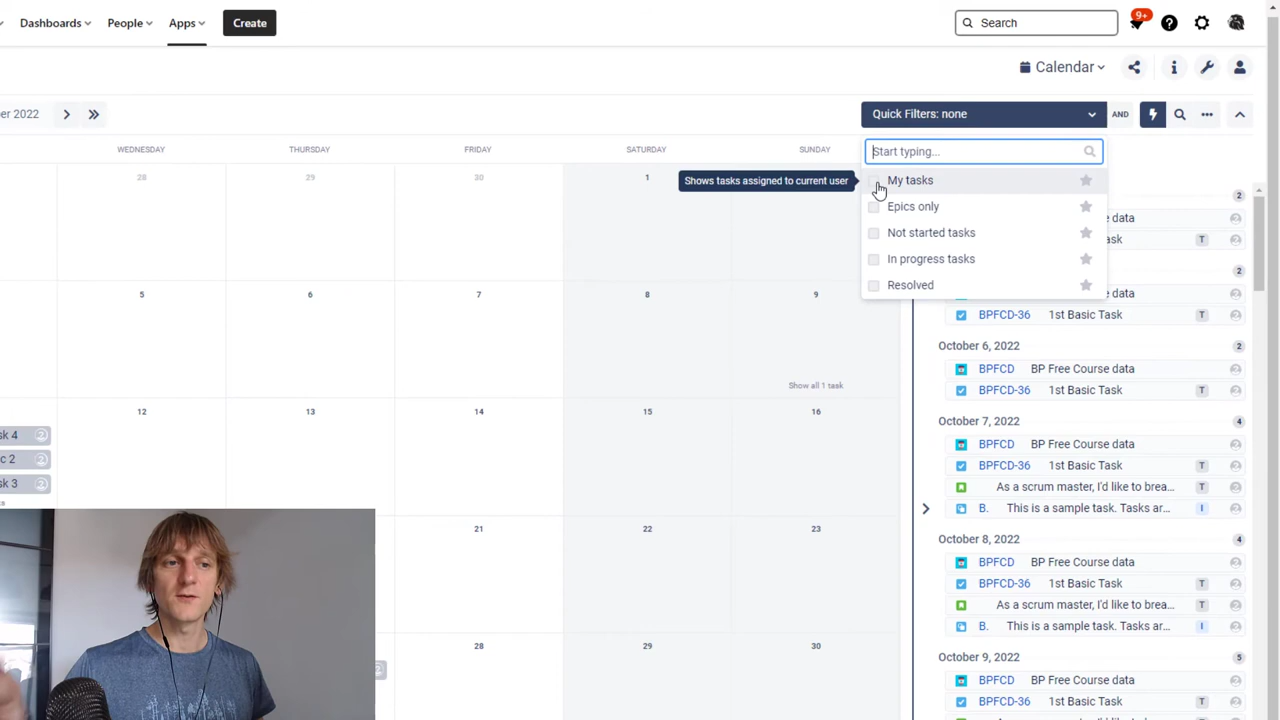 Dashboards People Apps Create Search 9+
Calendar
er 2022 Quick Filters: none AND
WEDNESDAY THURSDAY FRIDAY SATURDAY SUNDAY
Start typing...
28 29 30 1
Shows tasks assigned to current user
My tasks
2
Epics only
re data
Not started tasks
ask T
In progress tasks
2
Resolved
re data
5 6 7 8 9
BPFCD-36 1st Basic Task T
October 6, 2022 2
BPFCD BP Free Course data
Show all 1 task
BPFCD-36 1st Basic Task T
12 13 14 15 16
October 7, 2022 4
sk 4
BPFCD BP Free Course data
c 2
BPFCD-36 1st Basic Task T
sk 3
As a scrum master, I'd like to brea... T
B. This is a sample task. Tasks ar... I
21 22 23
October 8, 2022 4
BPFCD BP Free Course data
BPFCD-36 1st Basic Task T
As a scrum master, I'd like to brea... T
B. This is a sample task. Tasks ar... I
28 29 30
October 9, 2022 5
BPFCD BP Free Course data
BPFCD-36 1st Basic Task T